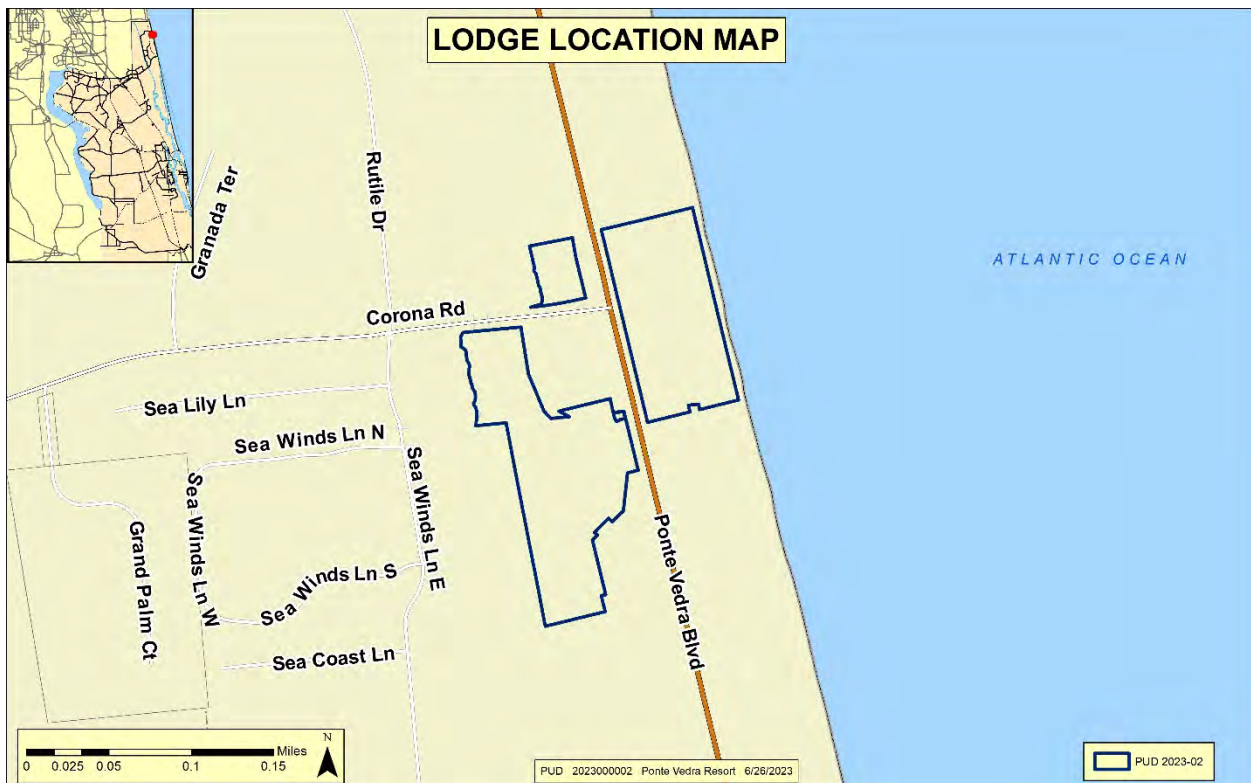 LODGE LOCATION MAP
Granada Ter
Rutile Dr
ATLANTIC OCEAN
Corona Rd
Sea Lily Ln
Sea Winds Ln N
Sea Winds Ln W
Sea Winds Ln E
Grand Palm Ct
Sea Winds Ln S
Ponte Vedra Blvd
Sea Coast Ln
Miles
0 0.025 0.05 0.1 0.15
N
PUD 2023000002 Ponte Vedra Resort 6/26/2023
PUD 2023-02